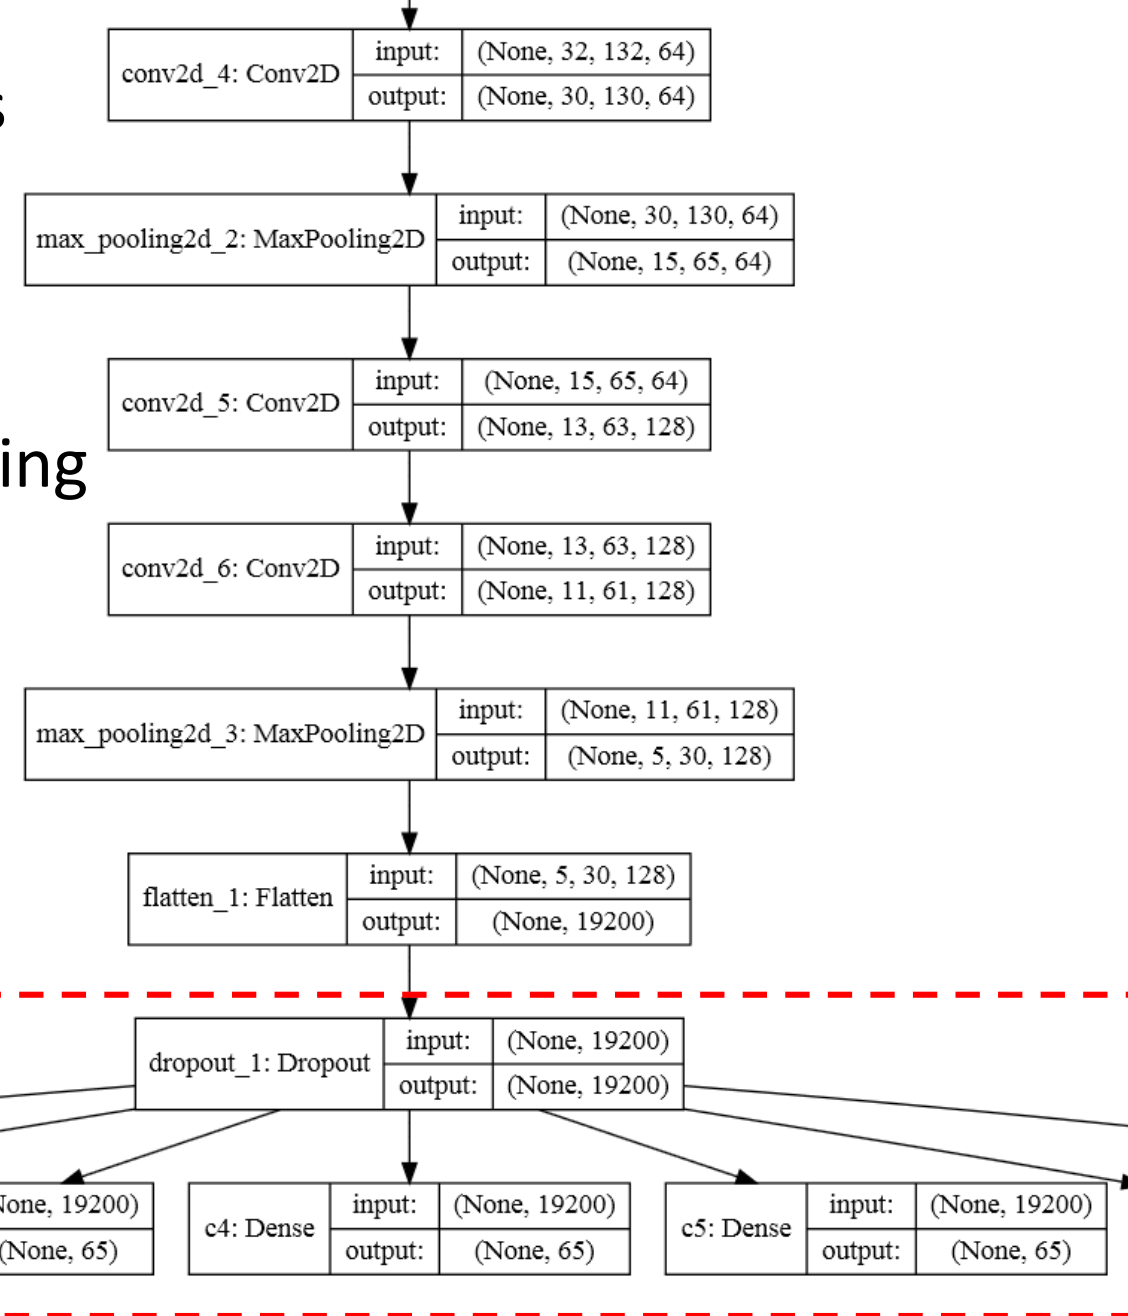 conv2d_4: Conv2D
input: (None, 32, 132, 64)
output: (None, 30, 130, 64)
s
max_pooling2d_2: MaxPooling2D
input: (None, 30, 130, 64)
output: (None, 15, 65, 64)
conv2d_5: Conv2D
input: (None, 15, 65, 64)
output: (None, 13, 63, 128)
ing
conv2d_6: Conv2D
input: (None, 13, 63, 128)
output: (None, 11, 61, 128)
max_pooling2d_3: MaxPooling2D
input: (None, 11, 61, 128)
output: (None, 5, 30, 128)
flatten_1: Flatten
input: (None, 5, 30, 128)
output: (None, 19200)
dropout_1: Dropout
input: (None, 19200)
output: (None, 19200)
None, 19200)
(None, 65)
c4: Dense
input: (None, 19200)
output: (None, 65)
c5: Dense
input: (None, 19200)
output: (None, 65)